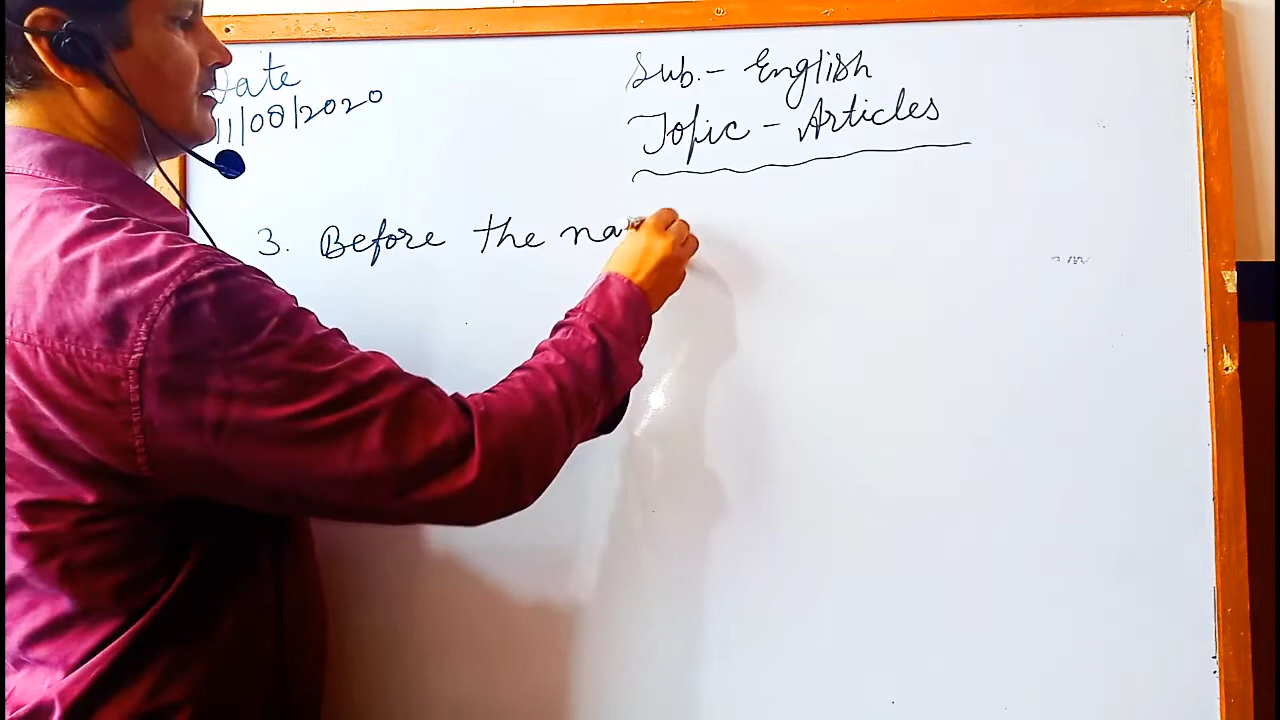 Date
11/08/2020
Sub.- English
Topic - Articles
3. Before the na